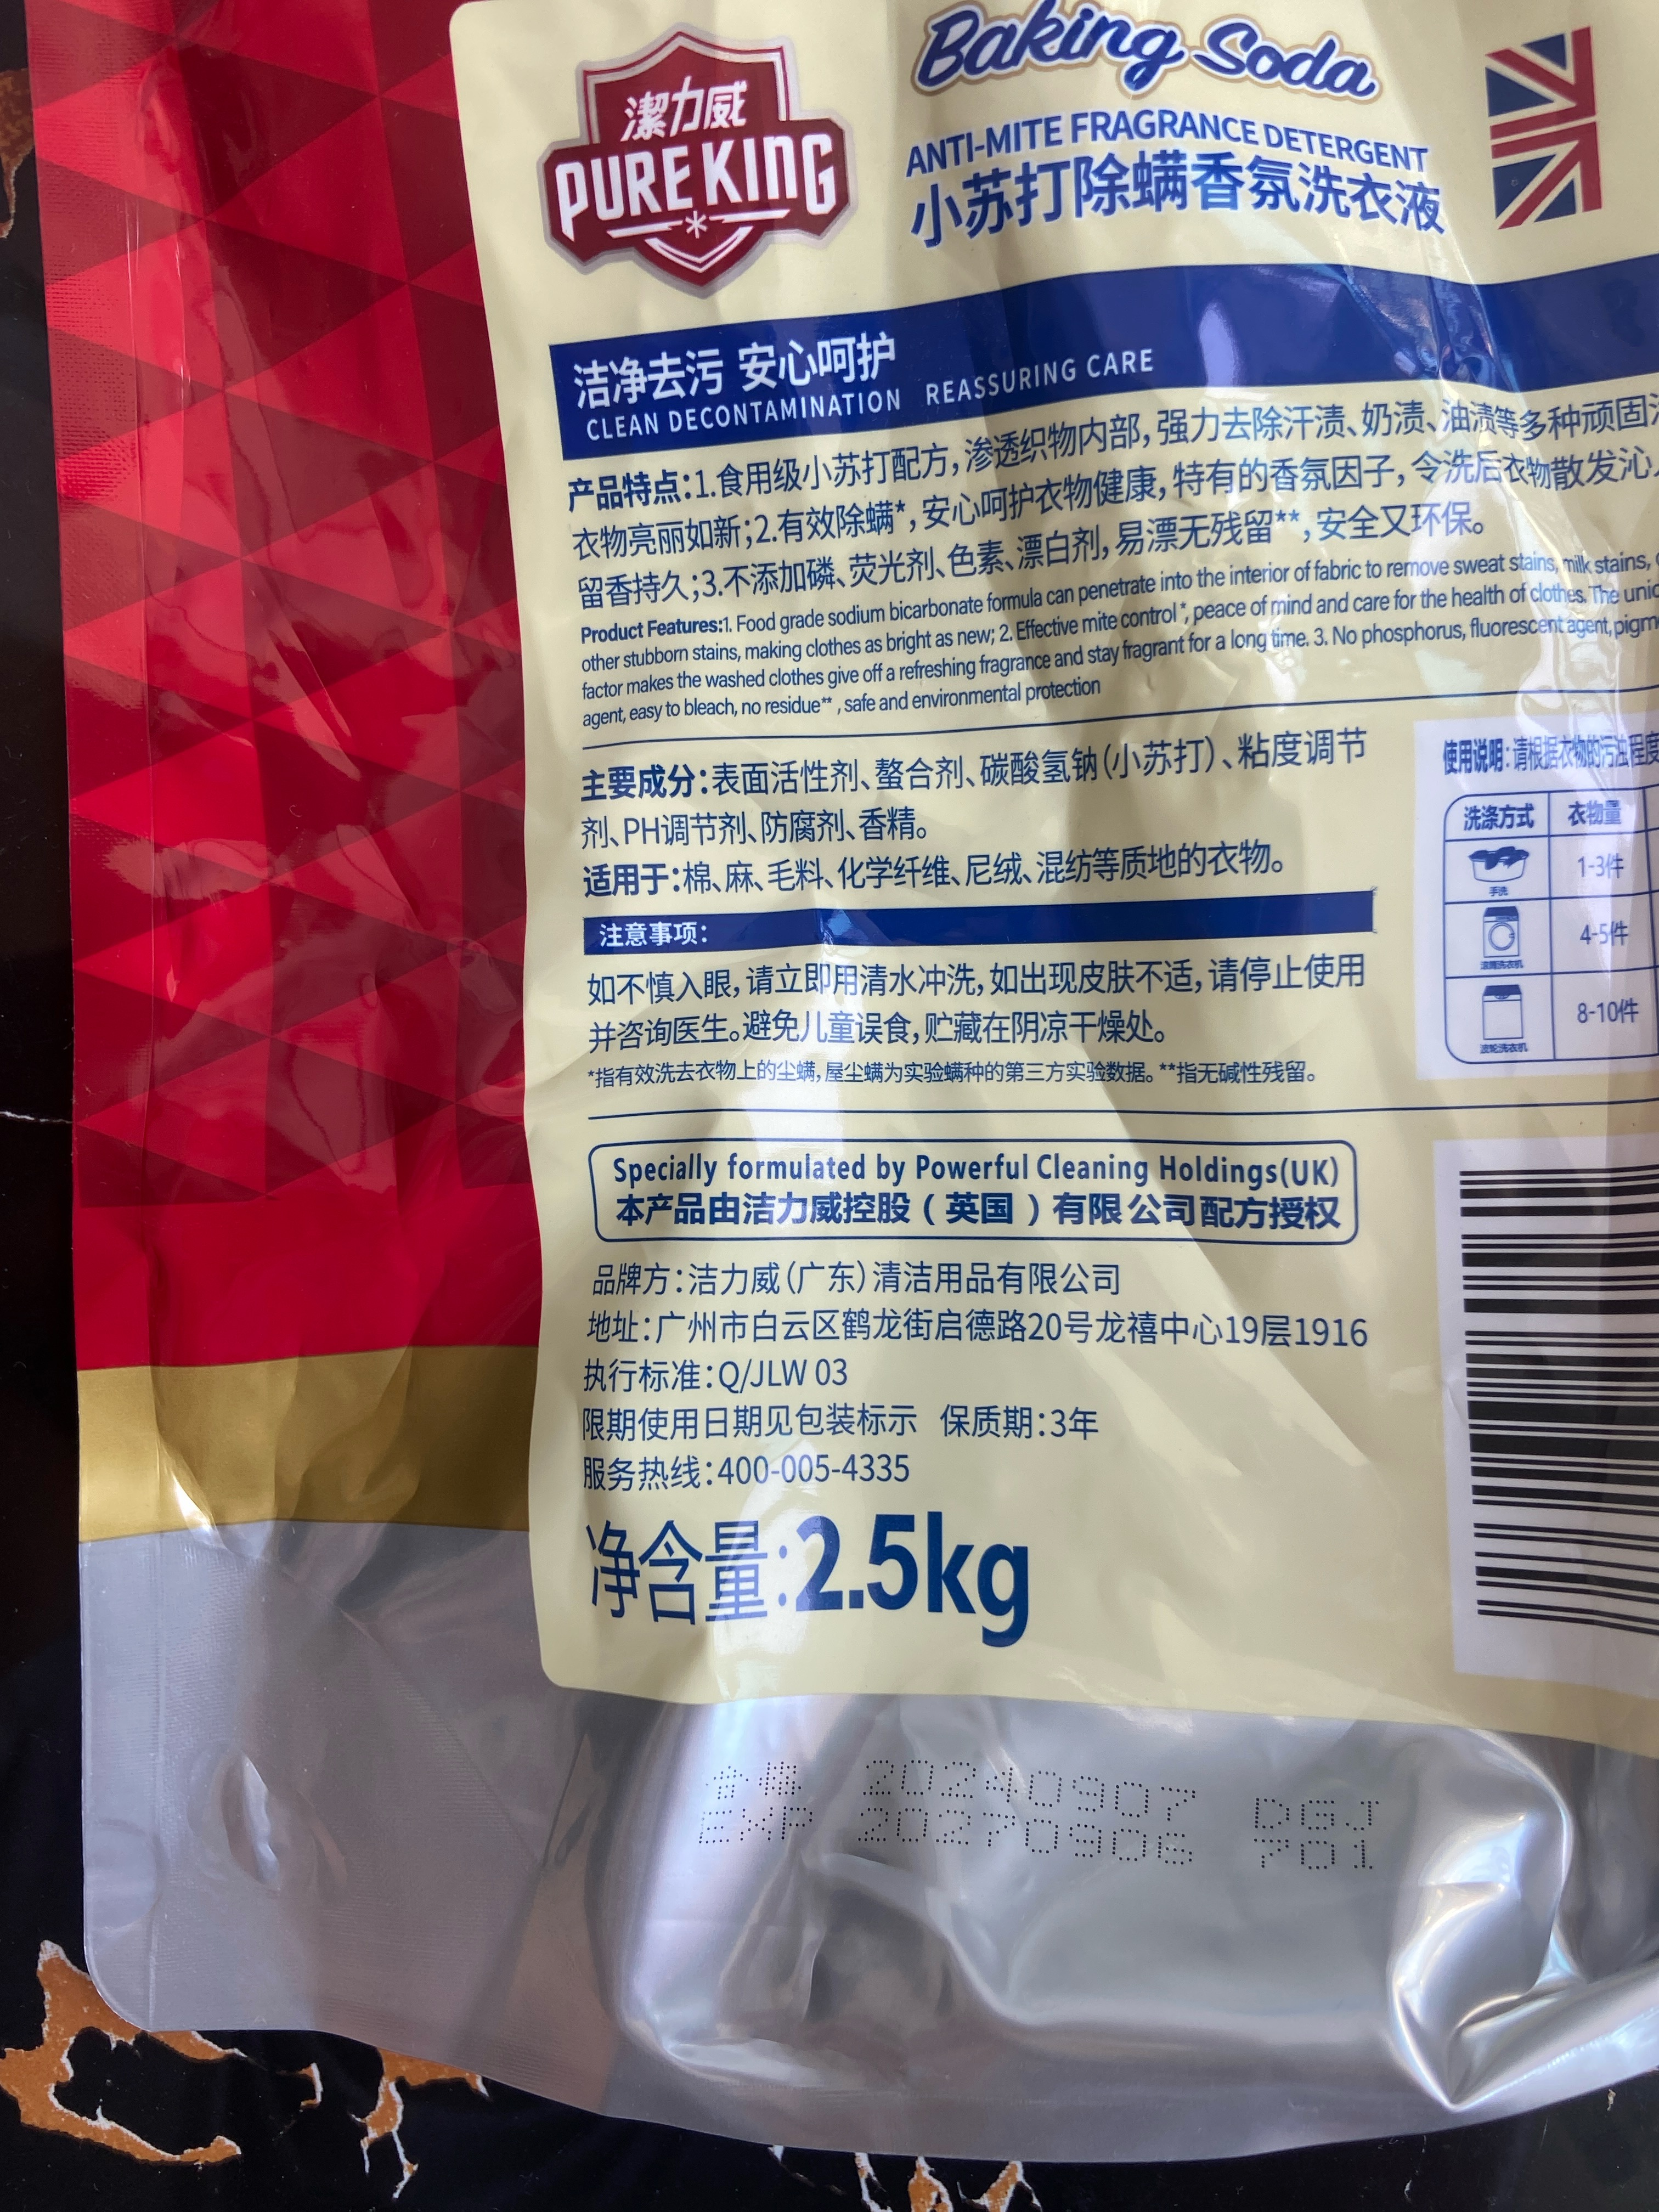 潔力威
PURE KING
Baking Soda
ANTI-MITE FRAGRANCE DETERGENT
小苏打除螨香氛洗衣液
洁净去污 安心呵护
CLEAN DECONTAMINATION REASSURING CARE
产品特点:1.食用级小苏打配方,渗透织物内部,强力去除汗渍、奶渍、油渍等多种顽固
衣物亮丽如新;2.有效除螨*,安心呵护衣物健康,特有的香氛因子,令洗后衣物散发沁
留香持久;3.不添加磷、荧光剂、色素、漂白剂,易漂无残留**,安全又环保。
Product Features:1. Food grade sodium bicarbonate formula can penetrate into the interior of fabric to remove sweat stains, milk stains,
other stubborn stains, making clothes as bright as new; 2. Effective mite control*, peace of mind and care for the health of clothes. The
factor makes the washed clothes give off a refreshing fragrance and stay fragrant for a long time. 3. No phosphorus, fluorescent agent,
agent, easy to bleach, no residue** , safe and environmental protection
主要成分:表面活性剂、螯合剂、碳酸氢钠(小苏打)、粘度调节
剂、PH调节剂、防腐剂、香精。
适用于:棉、麻、毛料、化学纤维、尼绒、混纺等质地的衣物。
使用说明:请根据衣物的污浊程度
洗涤方式 衣物量
手洗 1-3件
滚筒洗衣机 4-5件
波轮洗衣机 8-10件
注意事项:
如不慎入眼,请立即用清水冲洗,如出现皮肤不适,请停止使用
并咨询医生。避免儿童误食,贮藏在阴凉干燥处。
*指有效洗去衣物上的尘螨,屋尘螨为实验螨种的第三方实验数据。**指无碱性残留。
Specially formulated by Powerful Cleaning Holdings(UK)
本产品由洁力威控股(英国)有限公司配方授权
品牌方:洁力威(广东)清洁用品有限公司
地址:广州市白云区鹤龙街启德路20号龙禧中心19层1916
执行标准:Q/JLW 03
限期使用日期见包装标示 保质期:3年
服务热线:400-005-4335
净含量:2.5kg
合格 20240907 DGJ
EXP 20270906 701